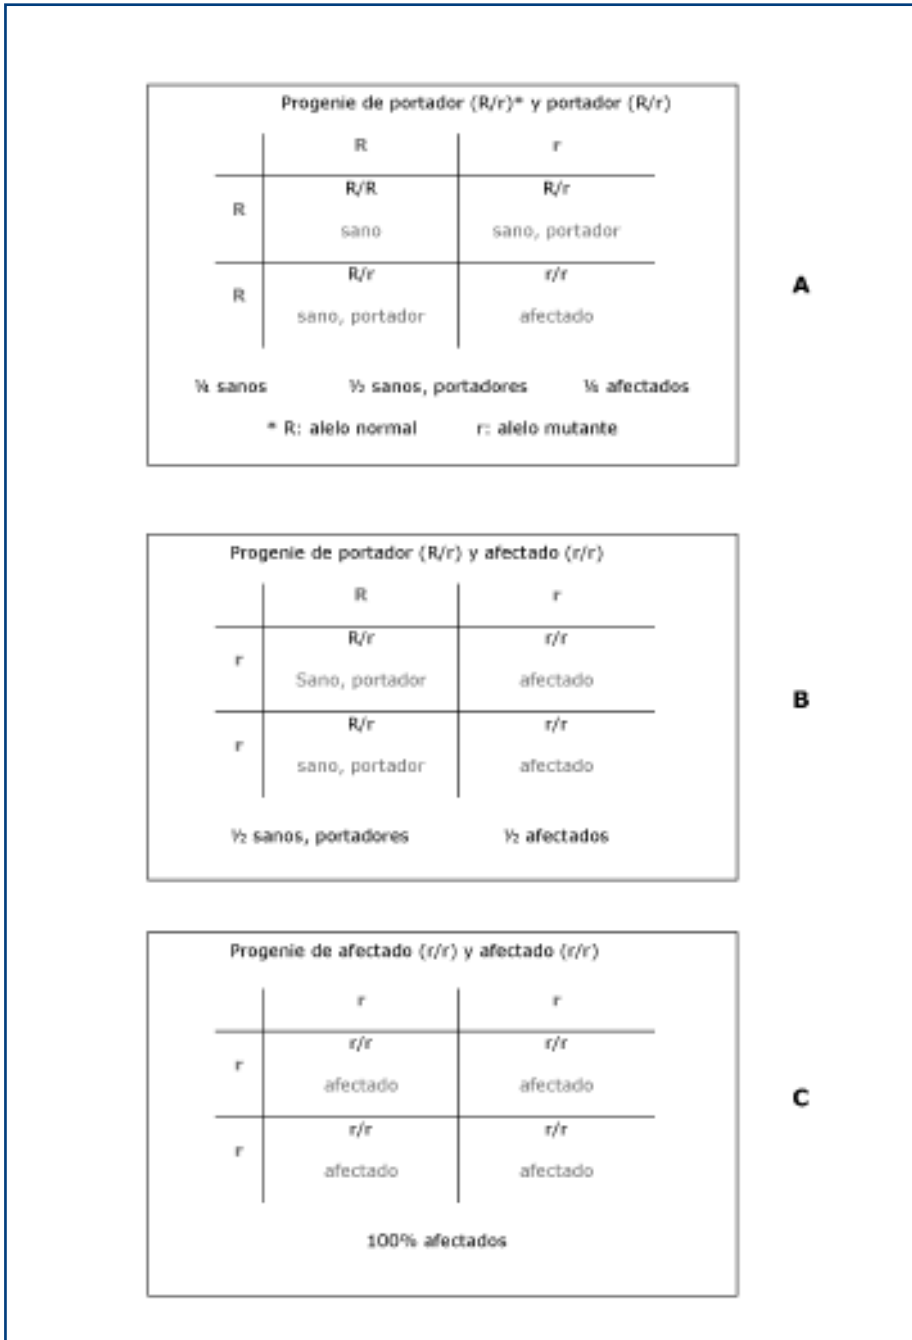 Progenie de portador (R/r)* y portador (R/r)
R r
R/R R/r
R
sano sano, portador
R/r r/r
R
sano, portador afectado
A
¼ sanos ½ sanos, portadores ¼ afectados
* R: alelo normal r: alelo mutante
Progenie de portador (R/r) y afectado (r/r)
R r
R/r r/r
r
Sano, portador afectado
B
R/r r/r
r
sano, portador afectado
½ sanos, portadores ½ afectados
Progenie de afectado (r/r) y afectado (r/r)
r r
r/r r/r
r
afectado afectado
C
r/r r/r
r
afectado afectado
100% afectados